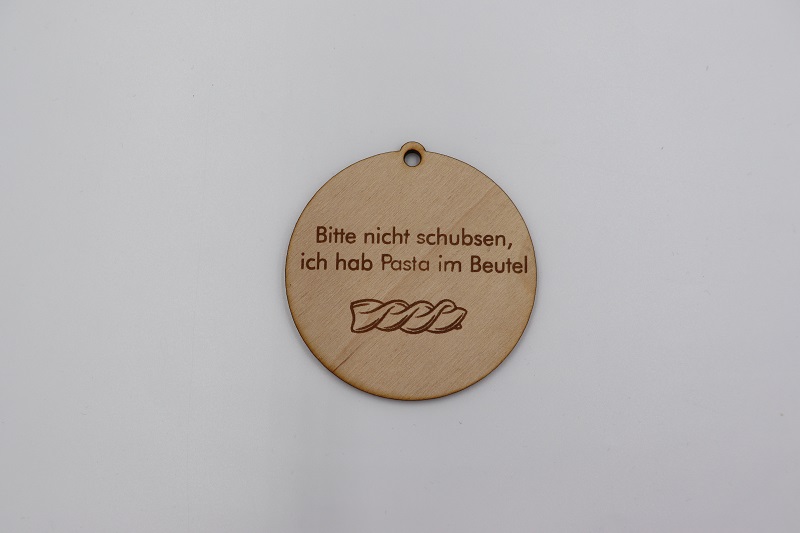 Bitte nicht schubsen,
ich hab Pasta im Beutel